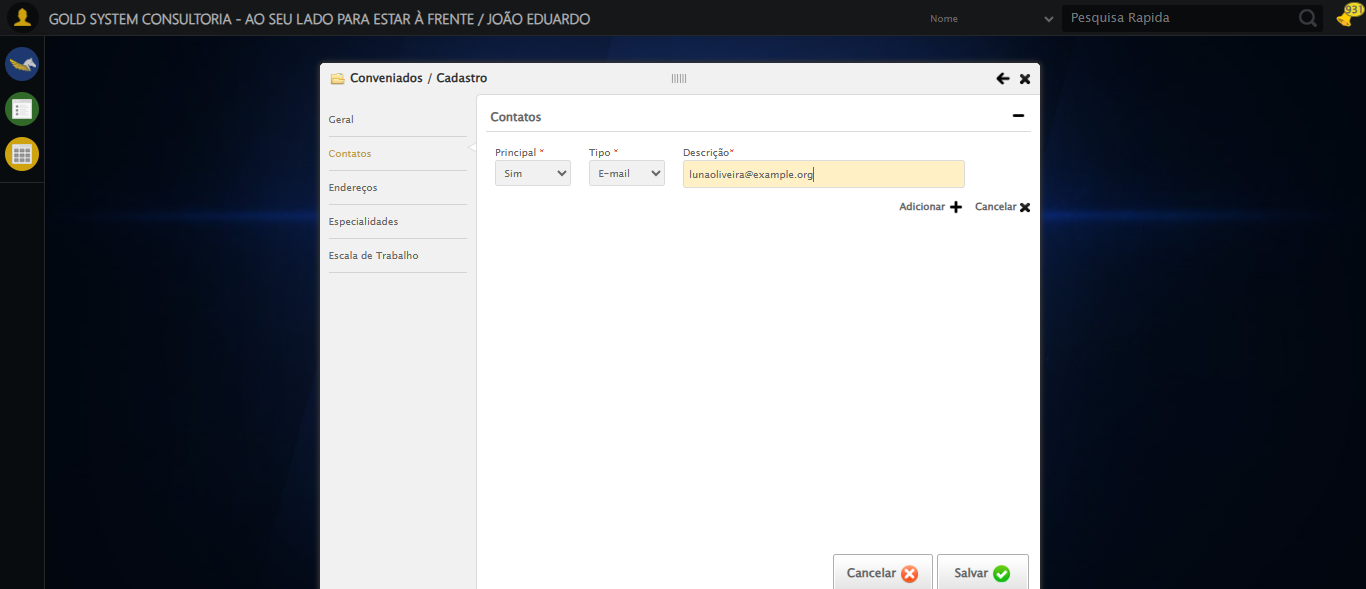 GOLD SYSTEM CONSULTORIA - AO SEU LADO PARA ESTAR À FRENTE / JOÃO EDUARDO
Nome
Pesquisa Rapida
931
Conveniados / Cadastro
Geral
Contatos
Endereços
Especialidades
Escala de Trabalho
Contatos
Principal *
Tipo *
Descrição*
Sim
E-mail
lunaoliveira@example.org
Adicionar
Cancelar
Cancelar
Salvar